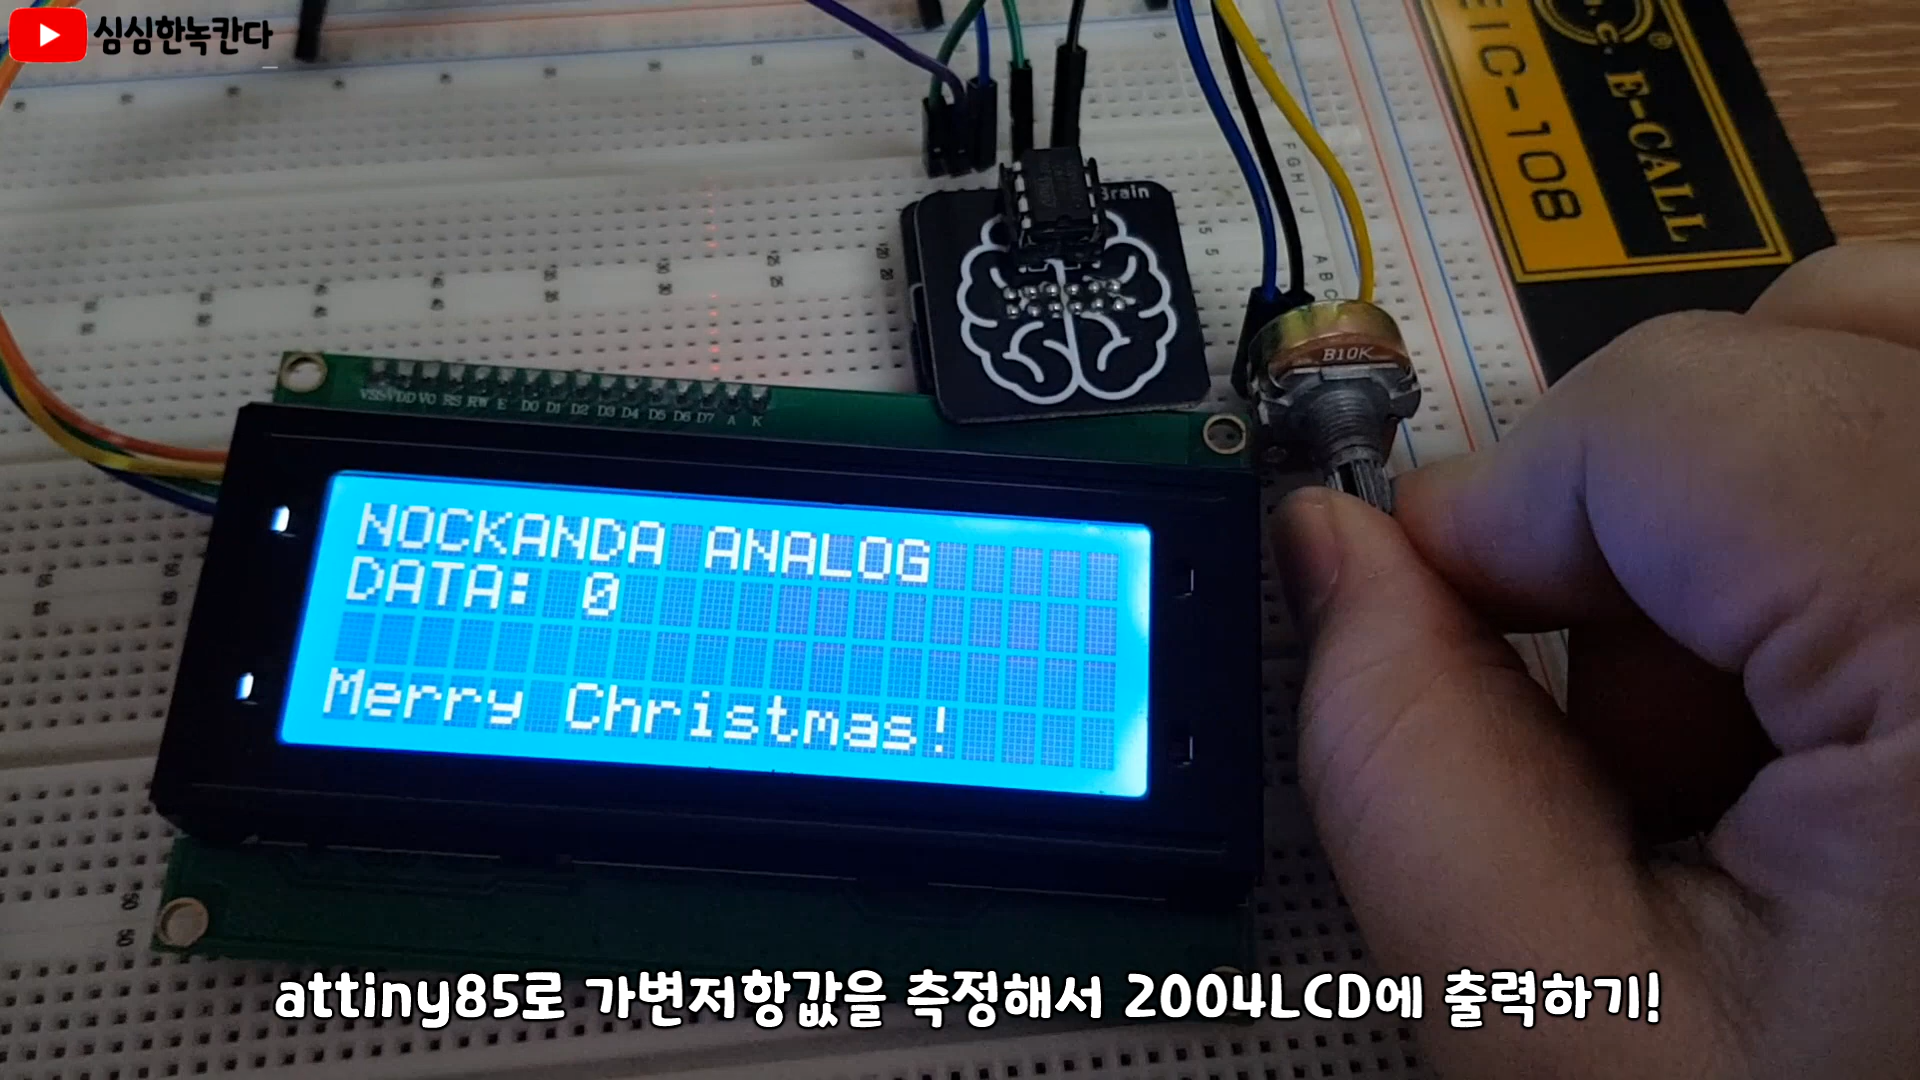 심심한녹칸다
EIC-108
E-CALL
Brain
B10K
VSS VDD VO RS RW E D0 D1 D2 D3 D4 D5 D6 D7 A K
NOCKANDA ANALOG
DATA: 0
Merry Christmas!
attiny85로 가변저항값을 측정해서 2004LCD에 출력하기!